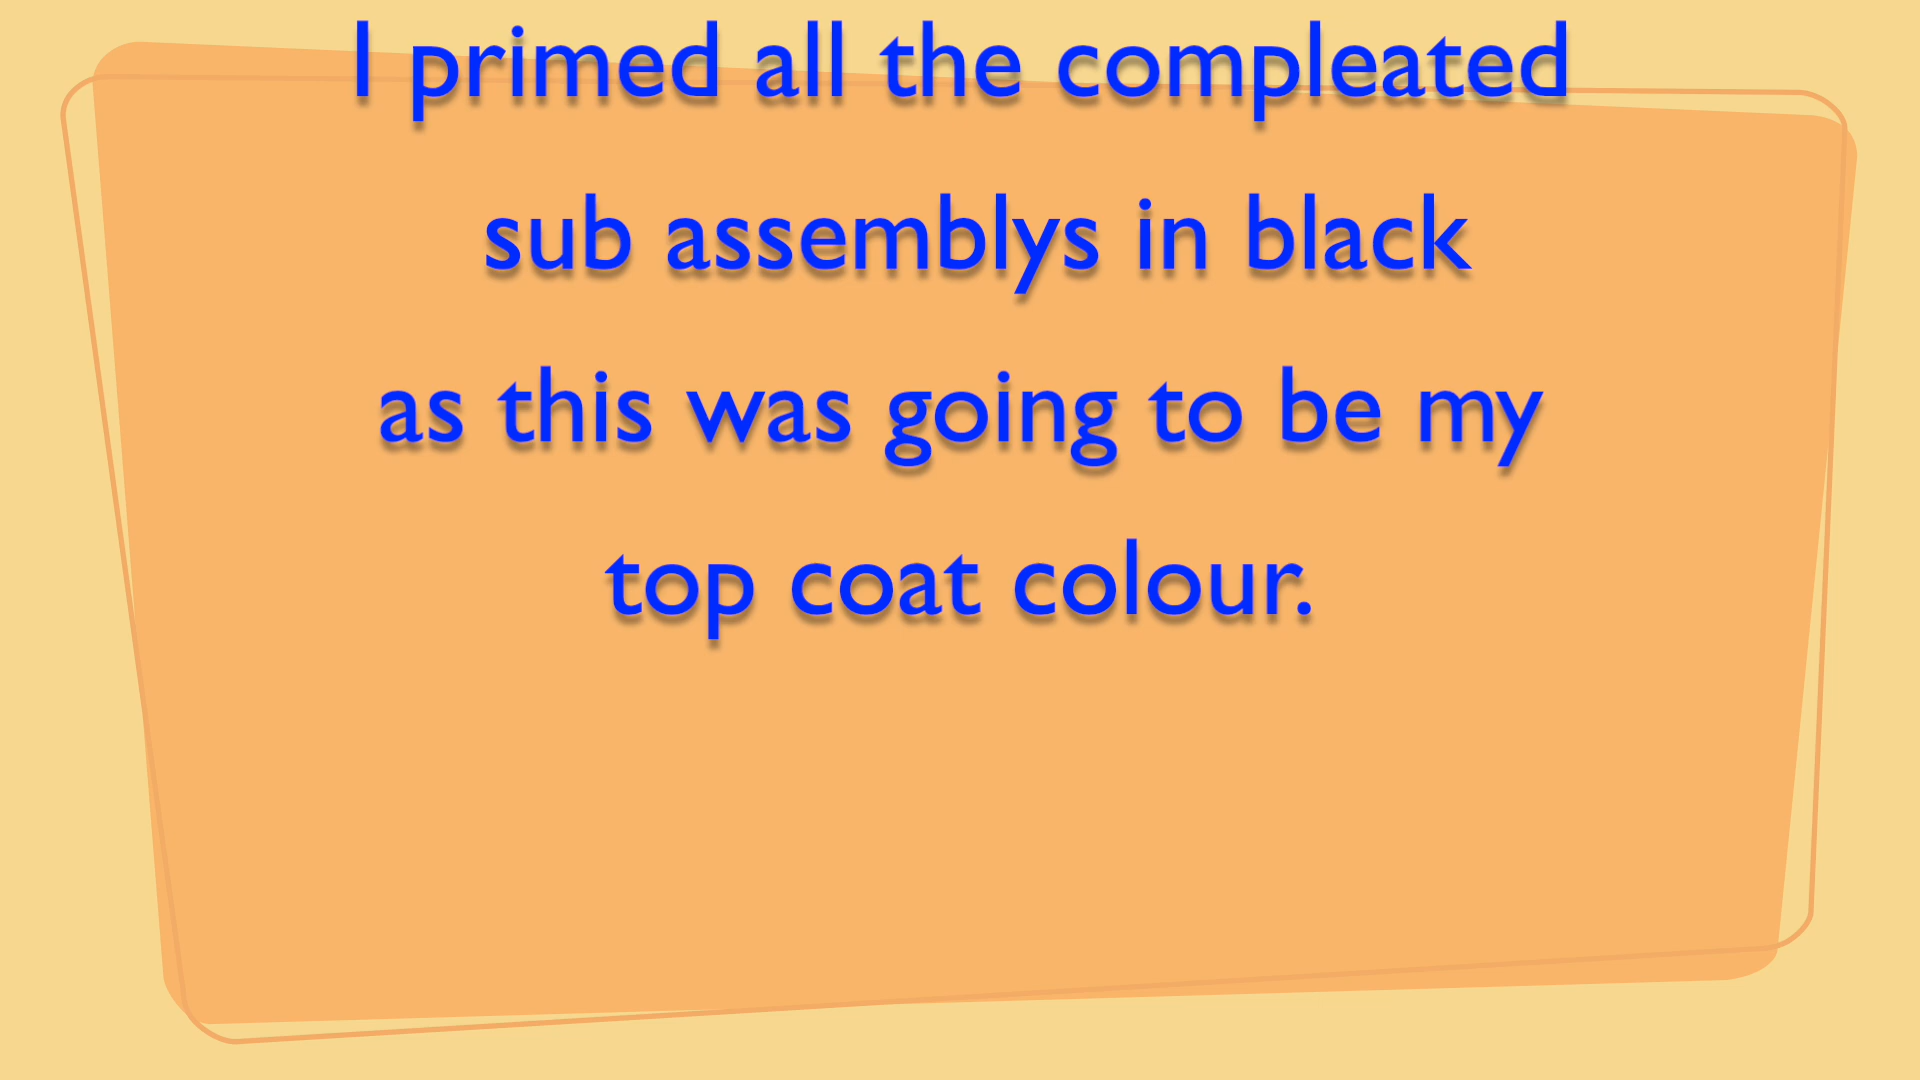 I primed all the compleated
sub assemblys in black
as this was going to be my
top coat colour.